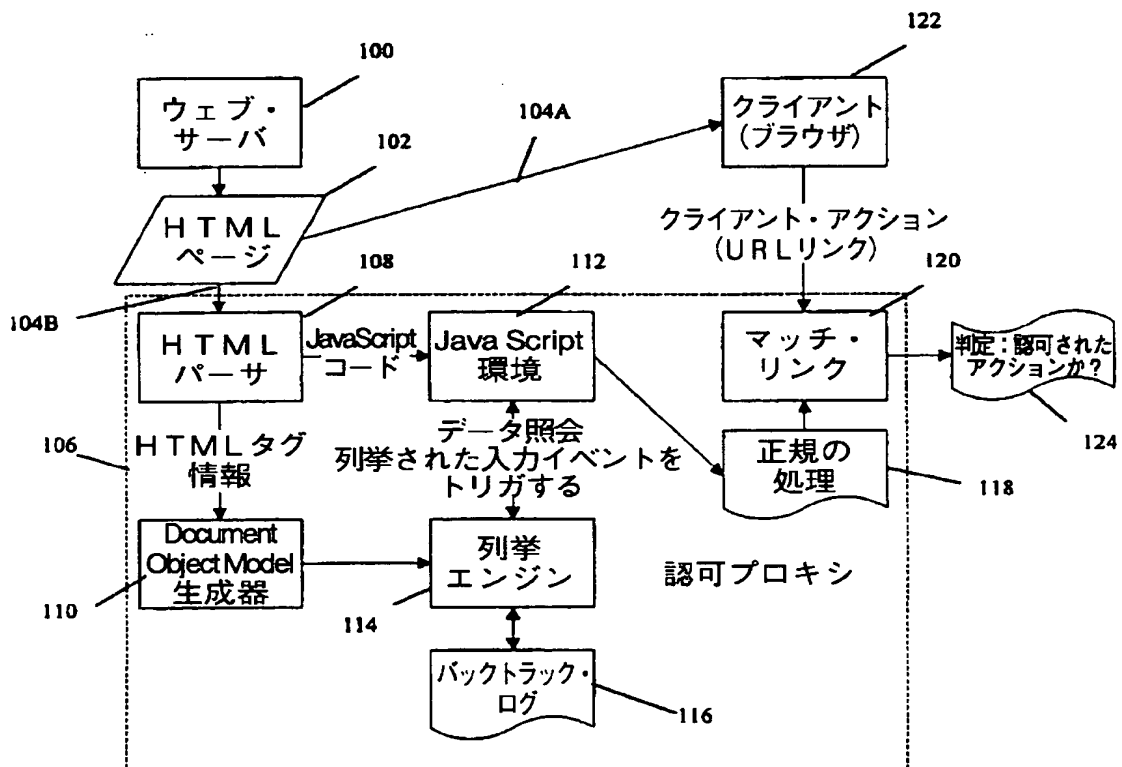 122
100
ウェブ・
サーバ
クライアント
(ブラウザ)
104A
102
HTML
ページ
クライアント・アクション
(URLリンク)
108
112
120
104B
HTML
パーサ
JavaScript
コード
Java Script
環境
マッチ・
リンク
判定:認可された
アクションか?
124
106
HTMLタグ
情報
データ照会
列挙された入力イベントを
トリガする
正規の
処理
118
Document
Object Model
生成器
110
列挙
エンジン
114
認可プロキシ
バックトラック・
ログ
116